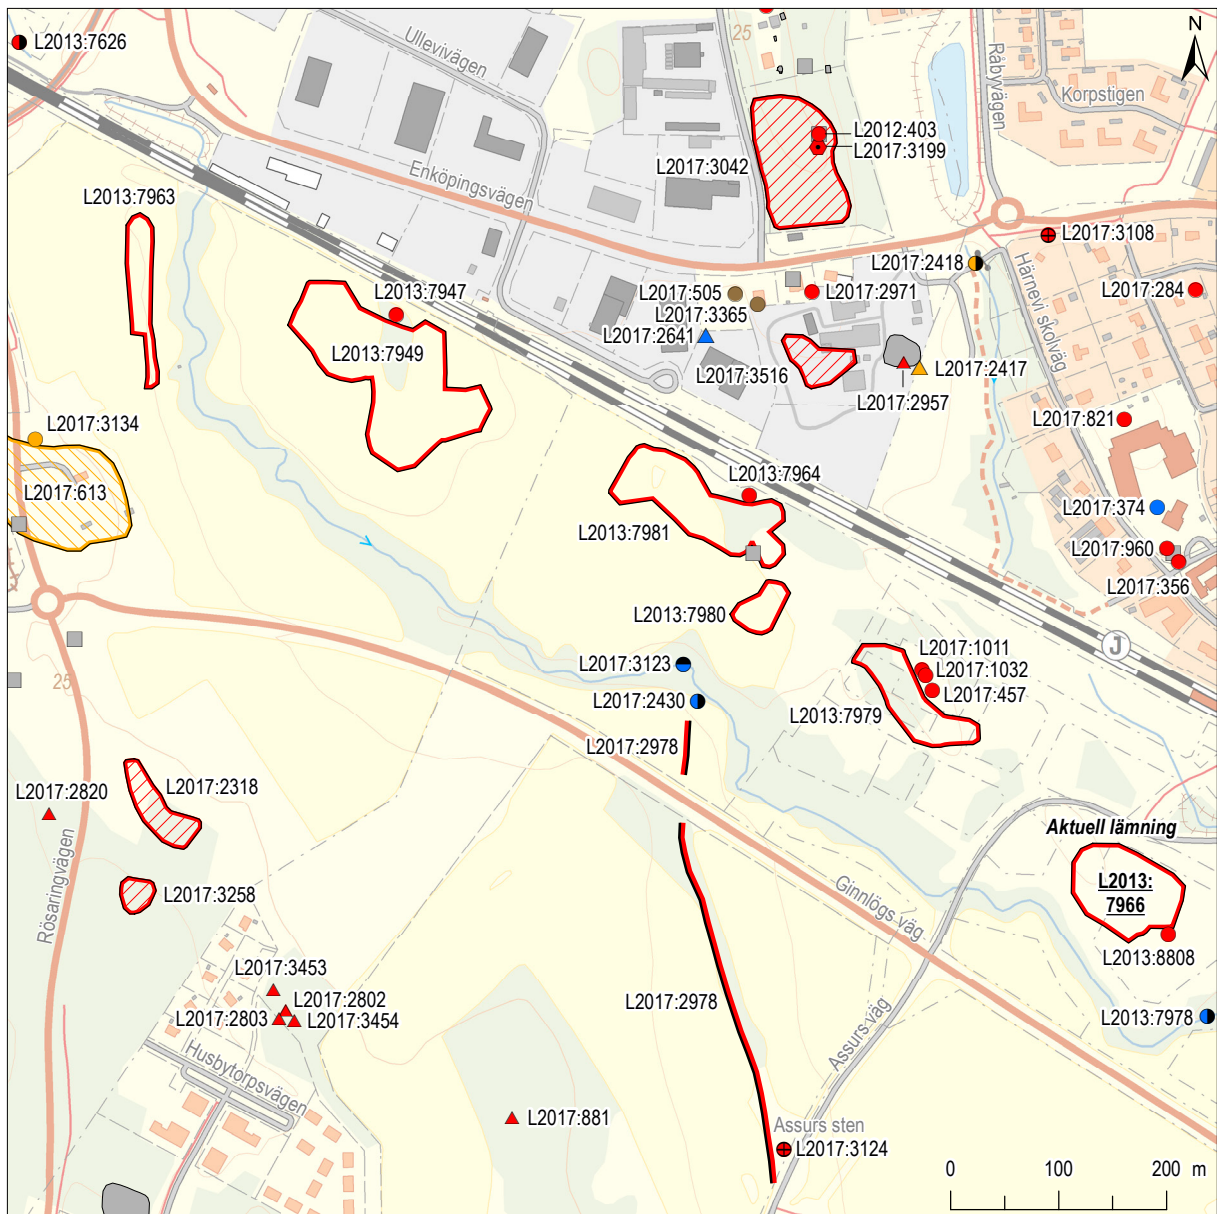 L2013:7626
Ullevivägen
25
N
Råbyvägen
Korpstigen
L2012:403
L2017:3199
L2017:3042
Enköpingsvägen
L2013:7963
L2017:3108
L2017:2418
Härnevi skolväg
L2017:284
L2013:7947
L2017:505
L2017:2971
L2017:3365
L2017:2641
L2013:7949
L2017:3516
L2017:2417
L2017:2957
L2017:821
L2017:3134
L2017:613
L2013:7964
L2017:374
L2013:7981
L2017:960
L2017:356
L2013:7980
J
L2017:1011
L2017:1032
L2017:457
L2017:3123
25
L2017:2430
L2013:7979
L2017:2978
L2017:2318
L2017:2820
Aktuell lämning
L2013:
7966
Rösaringvägen
L2017:3258
Ginnlögs väg
L2013:8808
L2017:3453
L2017:2802
L2017:2803
L2017:3454
L2017:2978
Assurs väg
L2013:7978
Husbytorpsvägen
L2017:881
Assurs sten
L2017:3124
0 100 200 m